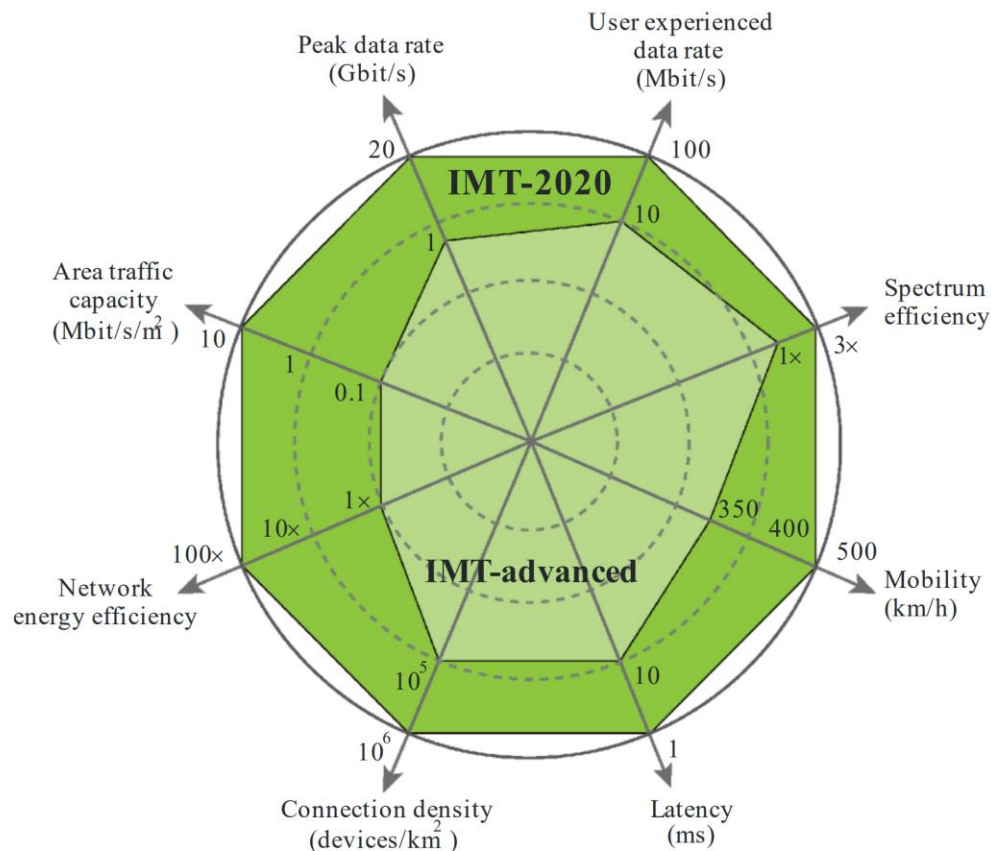 Peak data rate
(Gbit/s)
User experienced
data rate
(Mbit/s)
20
100
IMT-2020
1
10
Area traffic
capacity
(Mbit/s/m²)
Spectrum
efficiency
10
1
0.1
1×
3×
1×
10×
100×
350
400
500
Network
energy efficiency
IMT-advanced
Mobility
(km/h)
10⁵
10
10⁶
1
Connection density
(devices/km²)
Latency
(ms)